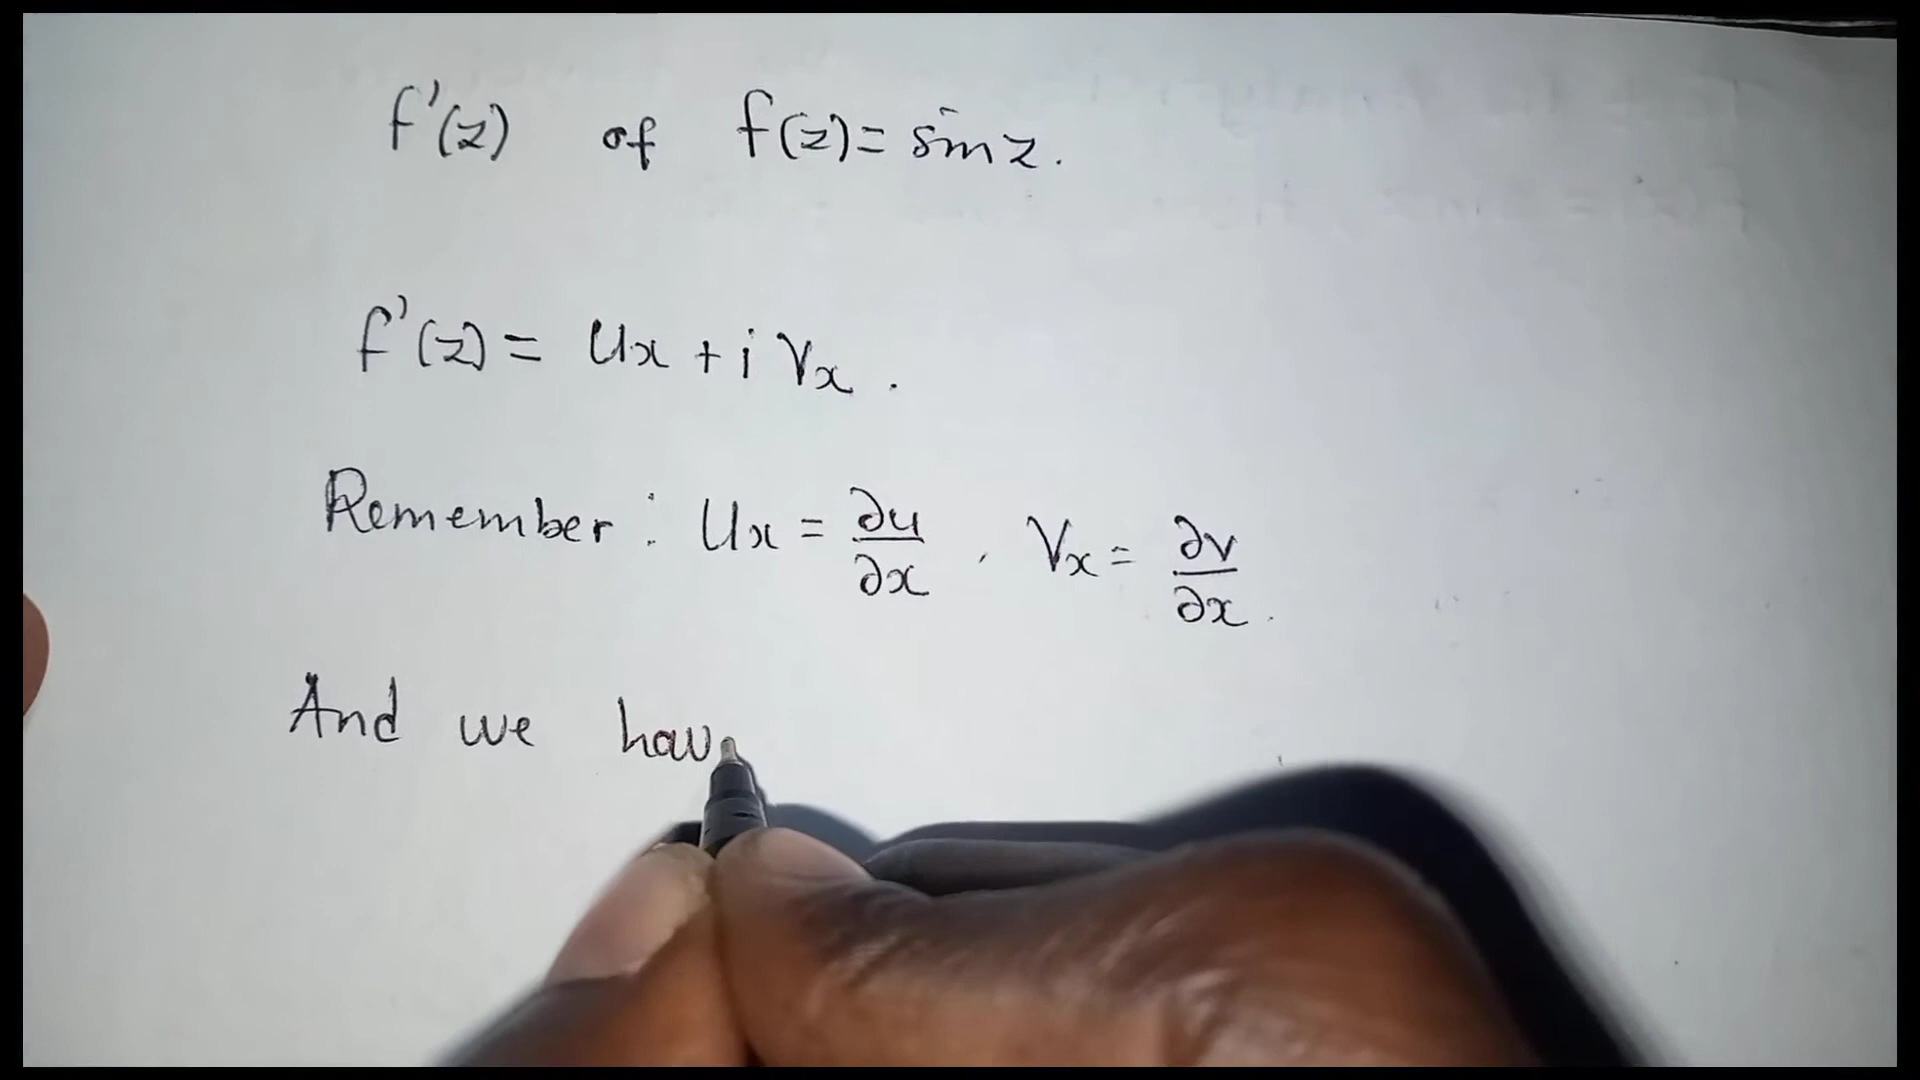 f'(z) of f(z) = sin z.
f'(z) = Ux + i Vx .
Remember : Ux = ∂u/∂x , Vx = ∂v/∂x .
And we hav